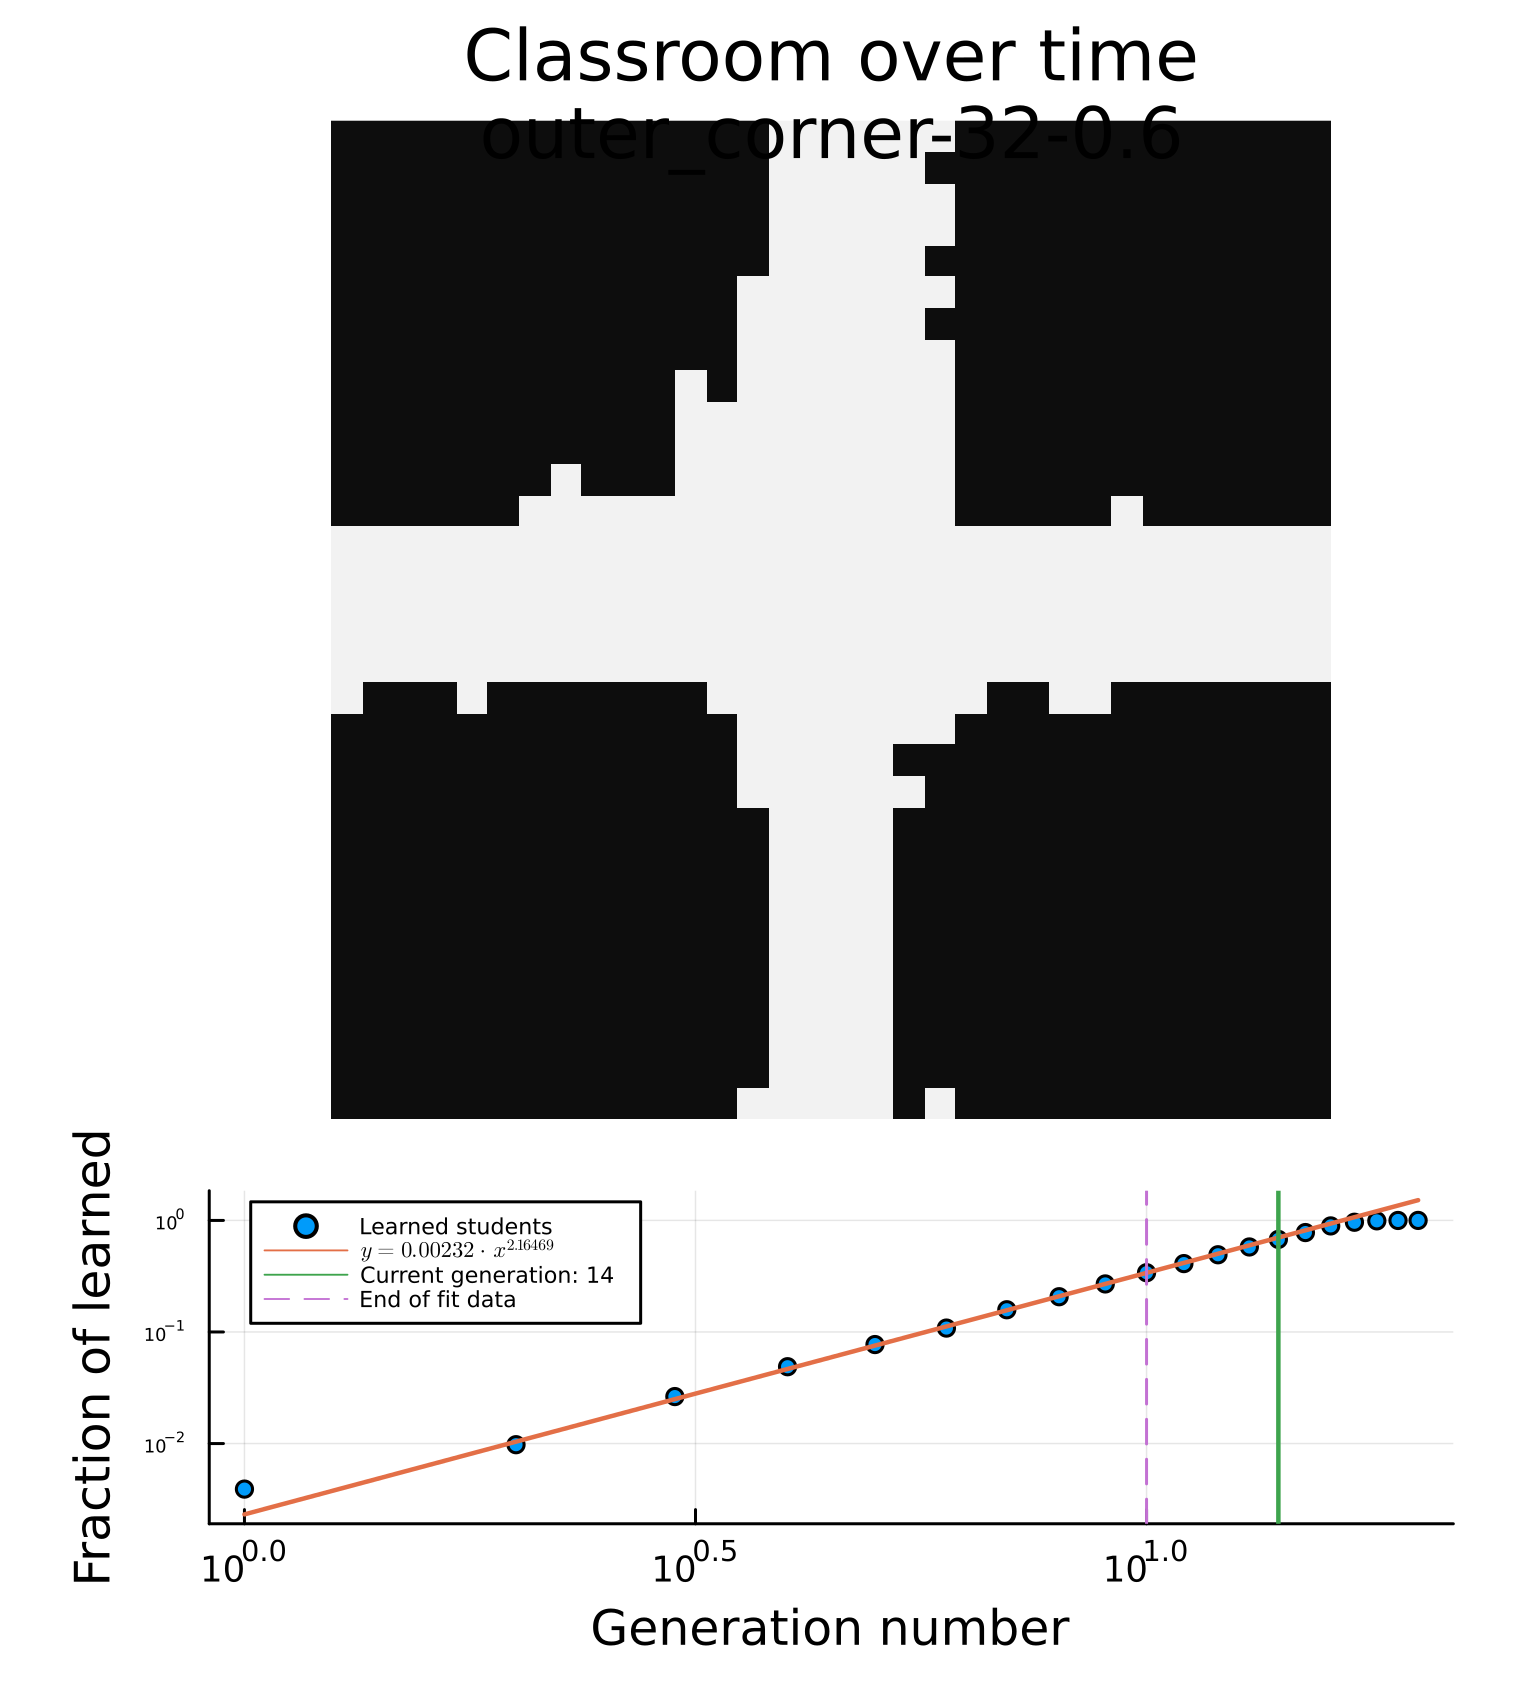 Classroom over time
outer_corner-32-0.6
Fraction of learned
10⁰
10⁻¹
10⁻²
Learned students
y = 0.00232 · x^2.16469
Current generation: 14
End of fit data
10^0.0
10^0.5
10^1.0
Generation number